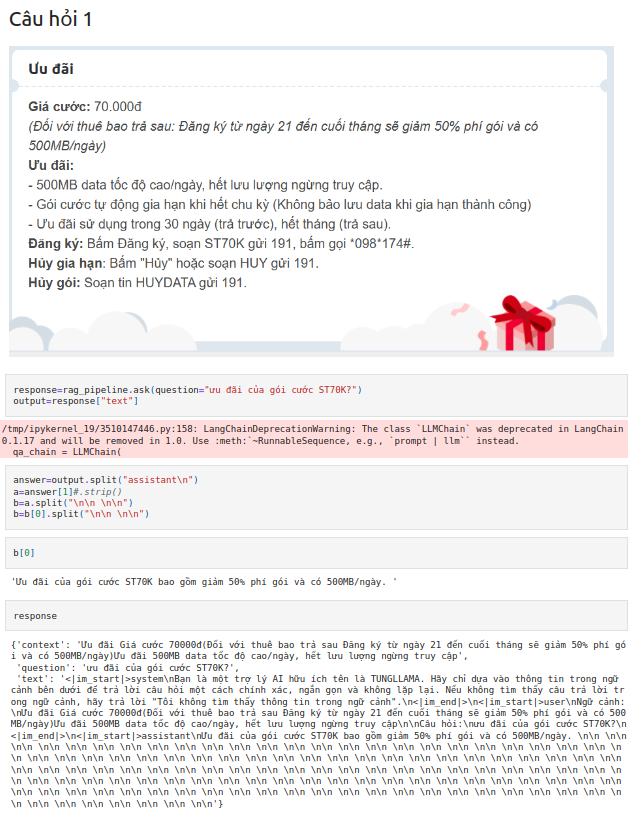 Câu hỏi 1
Ưu đãi
Giá cước: 70.000đ
(Đối với thuê bao trả sau: Đăng ký từ ngày 21 đến cuối tháng sẽ giảm 50% phí gói và có
500MB/ngày)
Ưu đãi:
- 500MB data tốc độ cao/ngày, hết lưu lượng ngừng truy cập.
- Gói cước tự động gia hạn khi hết chu kỳ (Không bảo lưu data khi gia hạn thành công)
- Ưu đãi sử dụng trong 30 ngày (trả trước), hết tháng (trả sau).
Đăng ký: Bấm Đăng ký, soạn ST70K gửi 191, bấm gọi *098*174#.
Hủy gia hạn: Bấm "Hủy" hoặc soạn HUY gửi 191.
Hủy gói: Soạn tin HUYDATA gửi 191.
response=rag_pipeline.ask(question="ưu đãi của gói cước ST70K?")
output=response["text"]
/tmp/ipykernel_19/3510147446.py:158: LangChainDeprecationWarning: The class `LLMChain` was deprecated in LangChain
0.1.17 and will be removed in 1.0. Use :meth:`~RunnableSequence, e.g., `prompt | llm`` instead.
qa_chain = LLMChain(
answer=output.split("assistant\n")
a=answer[1]#.strip()
b=a.split("\n\n \n\n")
b=b[0].split("\n\n \n\n")
b[0]
'Ưu đãi của gói cước ST70K bao gồm giảm 50% phí gói và có 500MB/ngày. '
response
{'context': 'Ưu đãi Giá cước 70000đ(Đối với thuê bao trả sau Đăng ký từ ngày 21 đến cuối tháng sẽ giảm 50% phí gó
i và có 500MB/ngày)Ưu đãi 500MB data tốc độ cao/ngày, hết lưu lượng ngừng truy cập',
'question': 'ưu đãi của gói cước ST70K?',
'text': '<|im_start|>system\nBạn là một trợ lý AI hữu ích tên là TUNGLLAMA. Hãy chỉ dựa vào thông tin trong ngữ
cảnh bên dưới để trả lời câu hỏi một cách chính xác, ngắn gọn và không lặp lại. Nếu không tìm thấy câu trả lời tr
ong ngữ cảnh, hãy trả lời "Tôi không tìm thấy thông tin trong ngữ cảnh".\n<|im_end|>\n<|im_start|>user\nNgữ cảnh:
\nƯu đãi Giá cước 70000đ(Đối với thuê bao trả sau Đăng ký từ ngày 21 đến cuối tháng sẽ giảm 50% phí gói và có 500
MB/ngày)Ưu đãi 500MB data tốc độ cao/ngày, hết lưu lượng ngừng truy cập\n\nCâu hỏi:\nưu đãi của gói cước ST70K?\n
<|im_end|>\n<|im_start|>assistant\nƯu đãi của gói cước ST70K bao gồm giảm 50% phí gói và có 500MB/ngày. \n\n \n\n